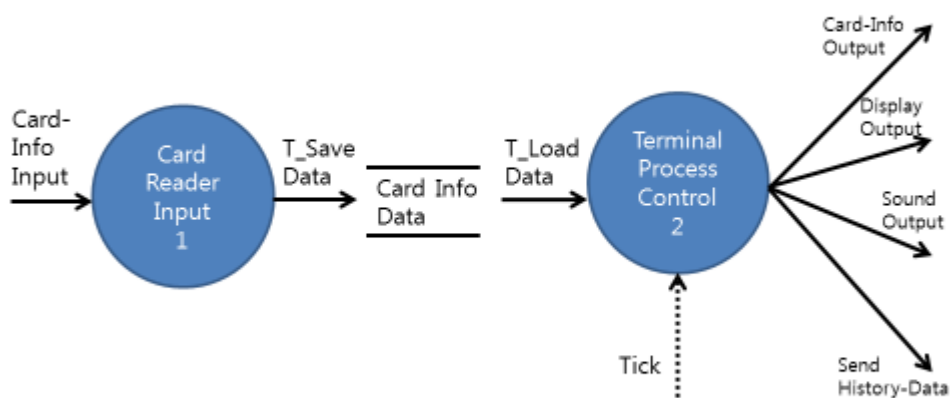 Card-
Info
Input
Card
Reader
Input
1
T_Save
Data
Card Info
Data
T_Load
Data
Terminal
Process
Control
2
Tick
Card-Info
Output
Display
Output
Sound
Output
Send
History-Data